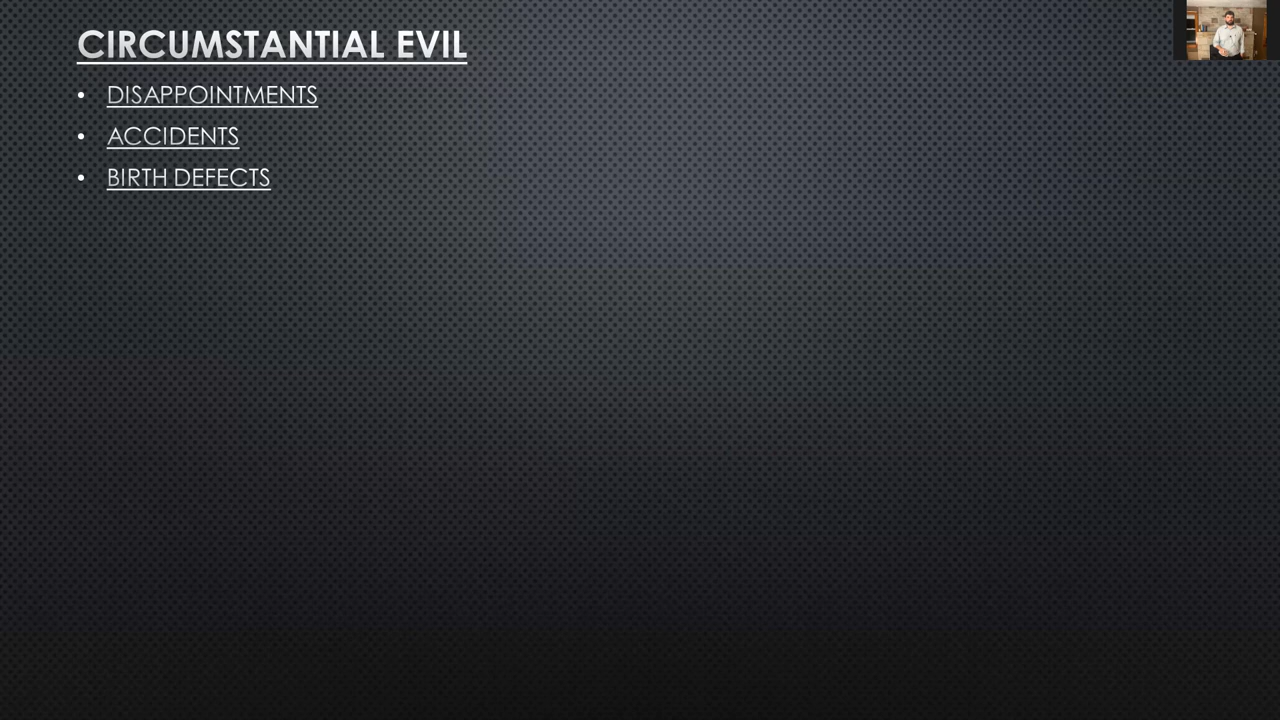 CIRCUMSTANTIAL EVIL
• DISAPPOINTMENTS
• ACCIDENTS
• BIRTH DEFECTS